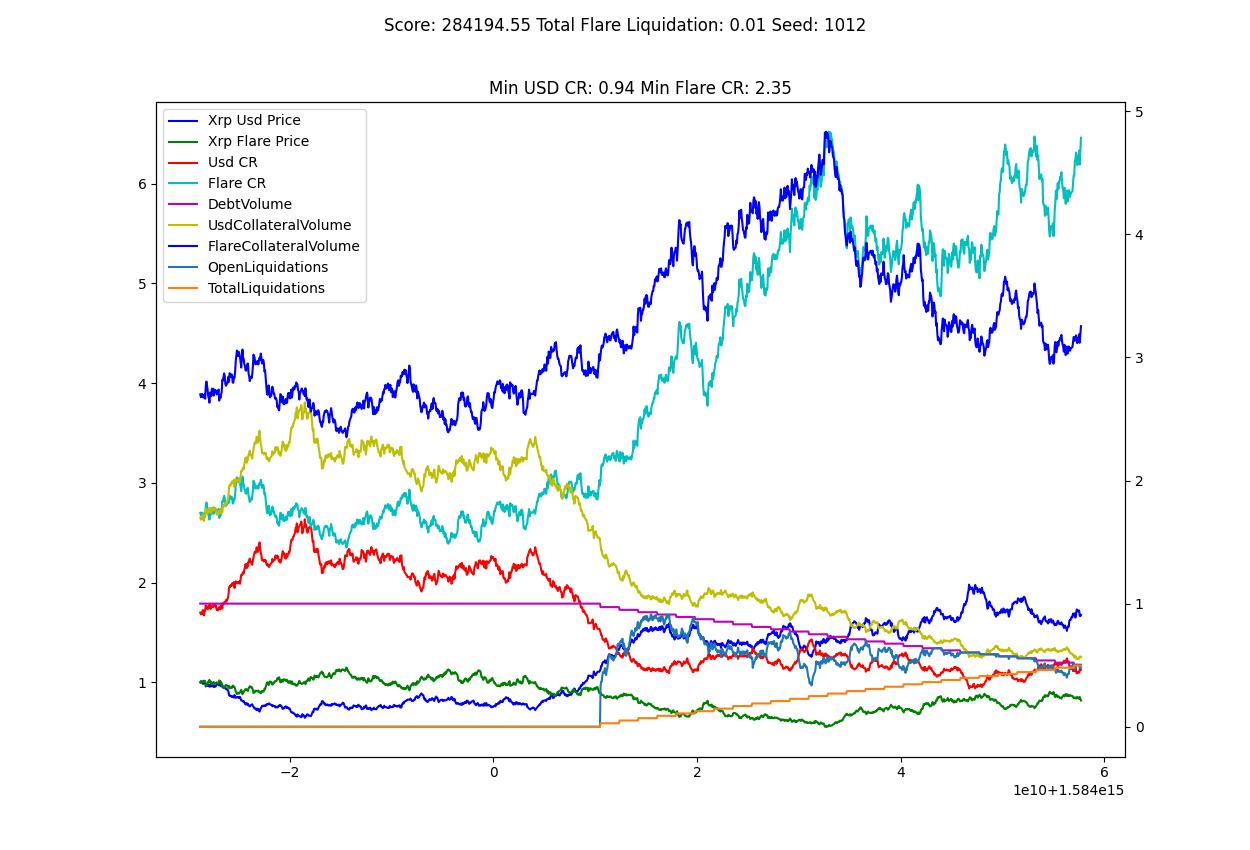 Score: 284194.55 Total Flare Liquidation: 0.01 Seed: 1012
Min USD CR: 0.94 Min Flare CR: 2.35
Xrp Usd Price
Xrp Flare Price
Usd CR
Flare CR
DebtVolume
UsdCollateralVolume
FlareCollateralVolume
OpenLiquidations
TotalLiquidations
6
5
4
3
2
1
5
4
3
2
1
0
−2
0
2
4
6
1e10+1.584e15